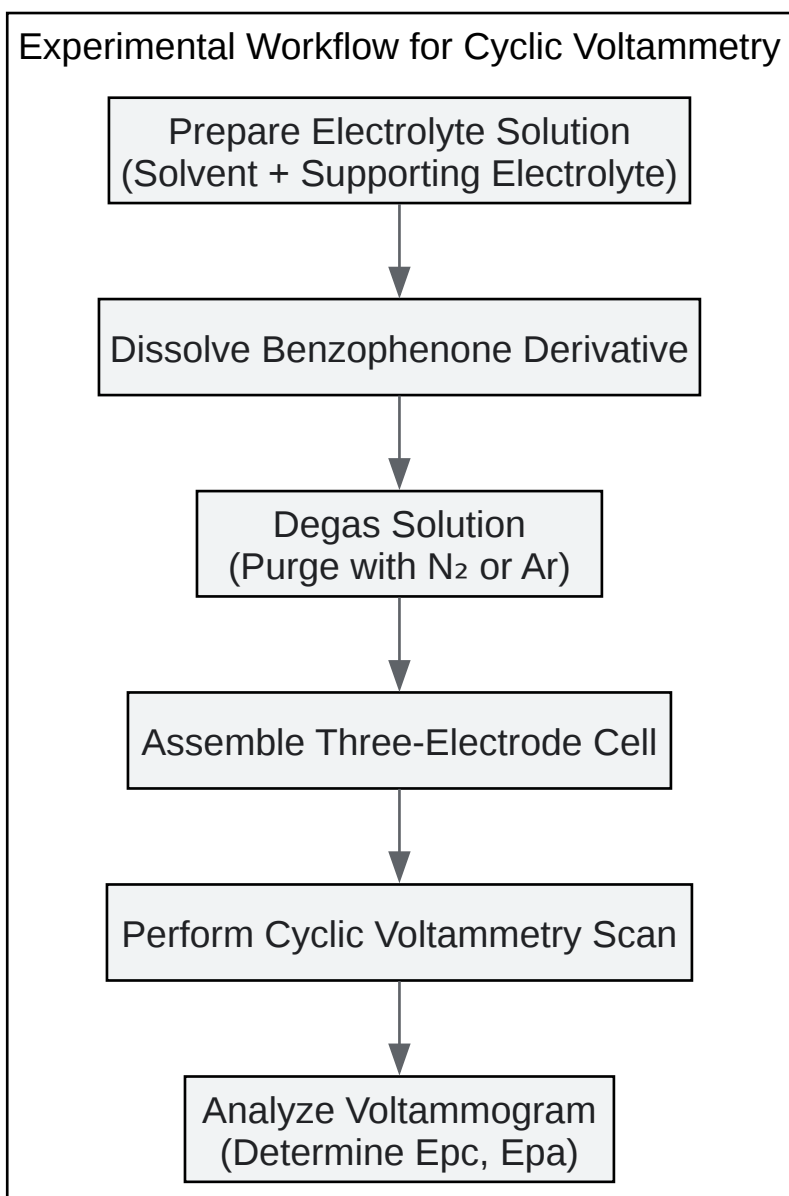 Experimental Workflow for Cyclic Voltammetry
Prepare Electrolyte Solution
(Solvent + Supporting Electrolyte)
Dissolve Benzophenone Derivative
Degas Solution
(Purge with N₂ or Ar)
Assemble Three-Electrode Cell
Perform Cyclic Voltammetry Scan
Analyze Voltammogram
(Determine Epc, Epa)